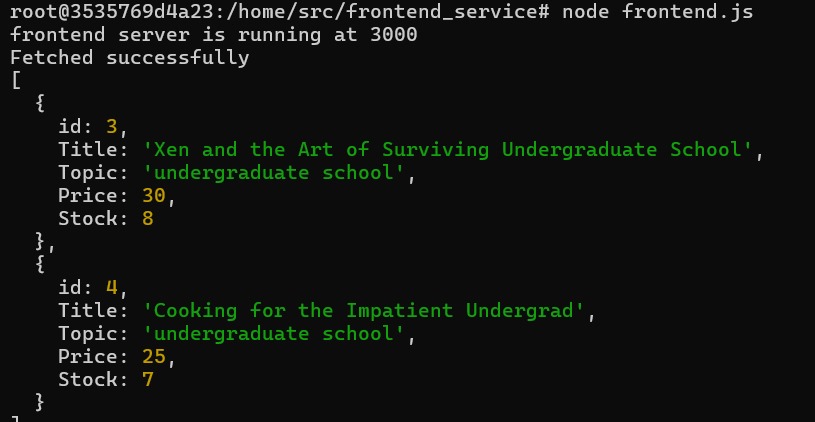 root@3535769d4a23:/home/src/frontend_service# node frontend.js
frontend server is running at 3000
Fetched successfully
[
  {
    id: 3,
    Title: 'Xen and the Art of Surviving Undergraduate School',
    Topic: 'undergraduate school',
    Price: 30,
    Stock: 8
  },
  {
    id: 4,
    Title: 'Cooking for the Impatient Undergrad',
    Topic: 'undergraduate school',
    Price: 25,
    Stock: 7
  }
]